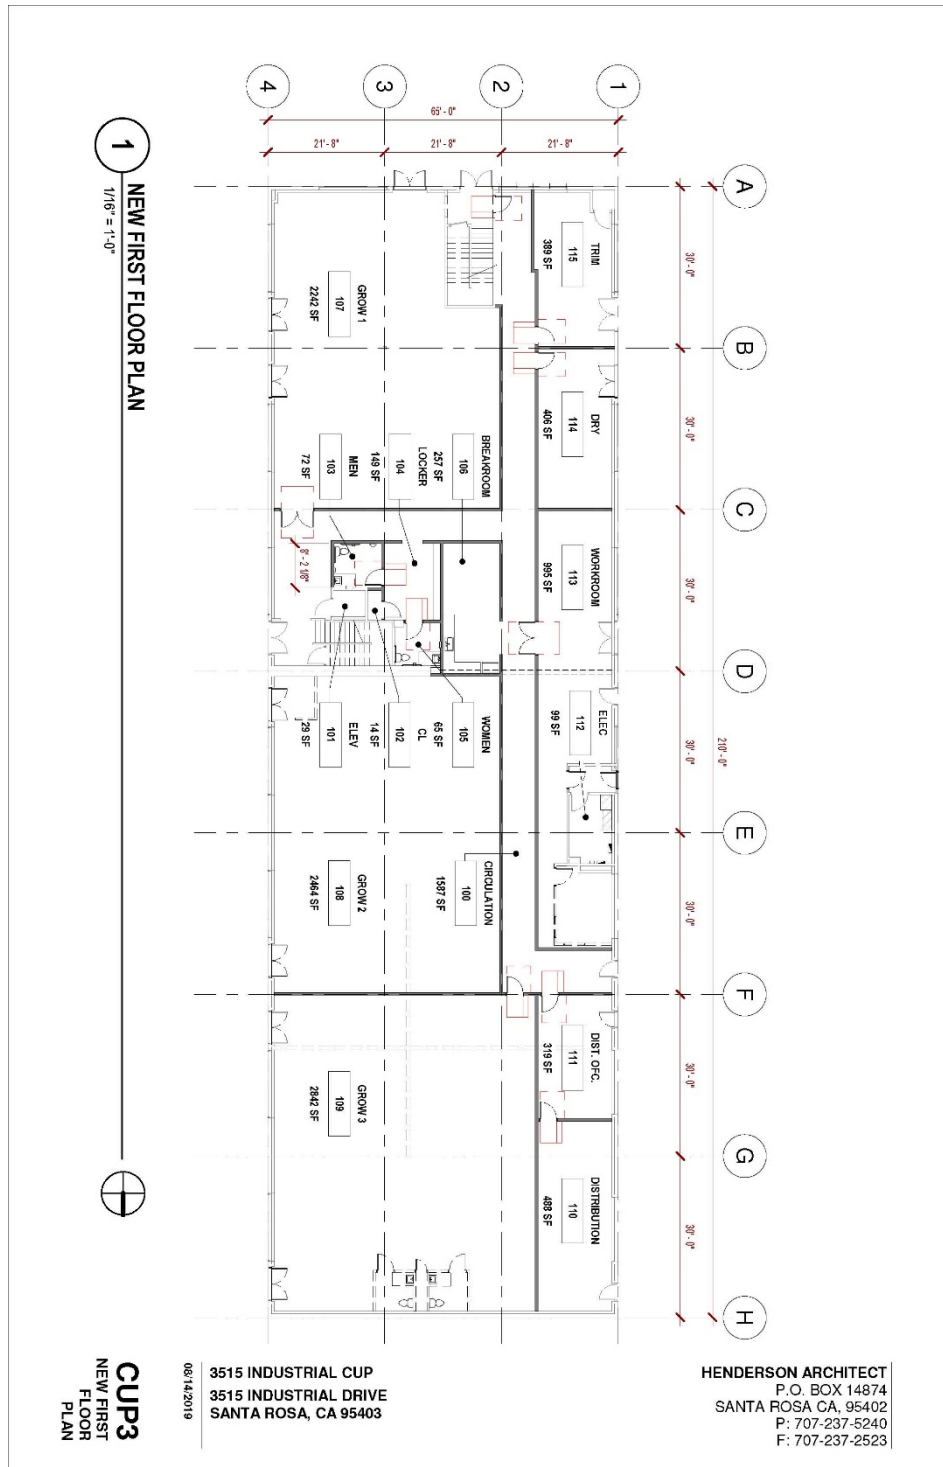 4
3
2
1
65' - 0"
21' - 8"
21' - 8"
21' - 8"
A
B
C
D
E
F
G
H
30' - 0"
30' - 0"
30' - 0"
30' - 0"
30' - 0"
30' - 0"
30' - 0"
210' - 0"
TRIM
115
389 SF
DRY
114
406 SF
WORKROOM
113
995 SF
ELEC
112
99 SF
DIST. OFC.
111
319 SF
DISTRIBUTION
110
488 SF
GROW 1
107
2242 SF
BREAKROOM
106
257 SF
LOCKER
104
149 SF
MEN
103
72 SF
8' - 2 1/8"
WOMEN
105
65 SF
CL
102
14 SF
ELEV
101
29 SF
CIRCULATION
100
1587 SF
GROW 2
108
2464 SF
GROW 3
109
2842 SF
1
NEW FIRST FLOOR PLAN
1/16" = 1'-0"
CUP3
NEW FIRST
FLOOR
PLAN
08/14/2019
3515 INDUSTRIAL CUP
3515 INDUSTRIAL DRIVE
SANTA ROSA, CA 95403
HENDERSON ARCHITECT
P.O. BOX 14874
SANTA ROSA CA, 95402
P: 707-237-5240
F: 707-237-2523